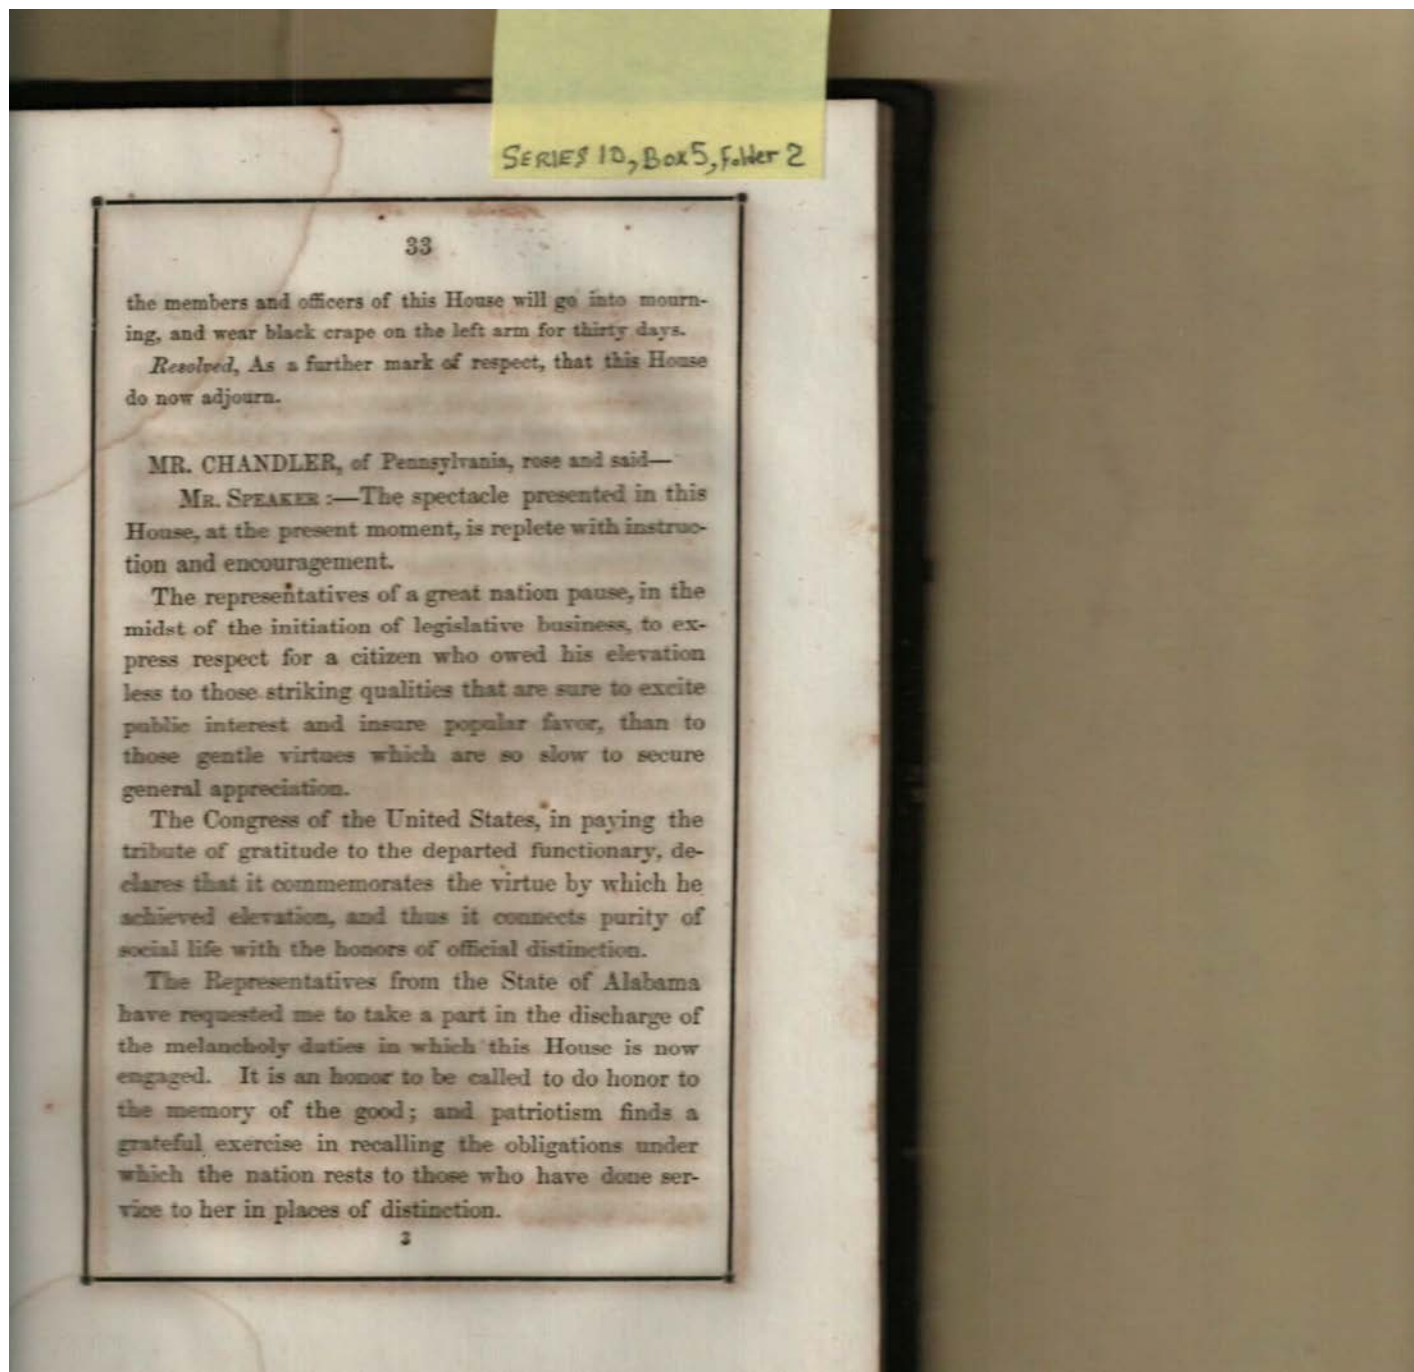 SERIES 10, Box 5, Folder 2
33
the members and officers of this House will go into mourn-
ing, and wear black crape on the left arm for thirty days.
Resolved, As a further mark of respect, that this House
do now adjourn.
MR. CHANDLER, of Pennsylvania, rose and said—
MR. SPEAKER :—The spectacle presented in this
House, at the present moment, is replete with instruc-
tion and encouragement.
The representatives of a great nation pause, in the
midst of the initiation of legislative business, to ex-
press respect for a citizen who owed his elevation
less to those striking qualities that are sure to excite
public interest and insure popular favor, than to
those gentle virtues which are so slow to secure
general appreciation.
The Congress of the United States, in paying the
tribute of gratitude to the departed functionary, de-
clares that it commemorates the virtue by which he
achieved elevation, and thus it connects purity of
social life with the honors of official distinction.
The Representatives from the State of Alabama
have requested me to take a part in the discharge of
the melancholy duties in which this House is now
engaged. It is an honor to be called to do honor to
the memory of the good; and patriotism finds a
grateful exercise in recalling the obligations under
which the nation rests to those who have done ser-
vice to her in places of distinction.
3